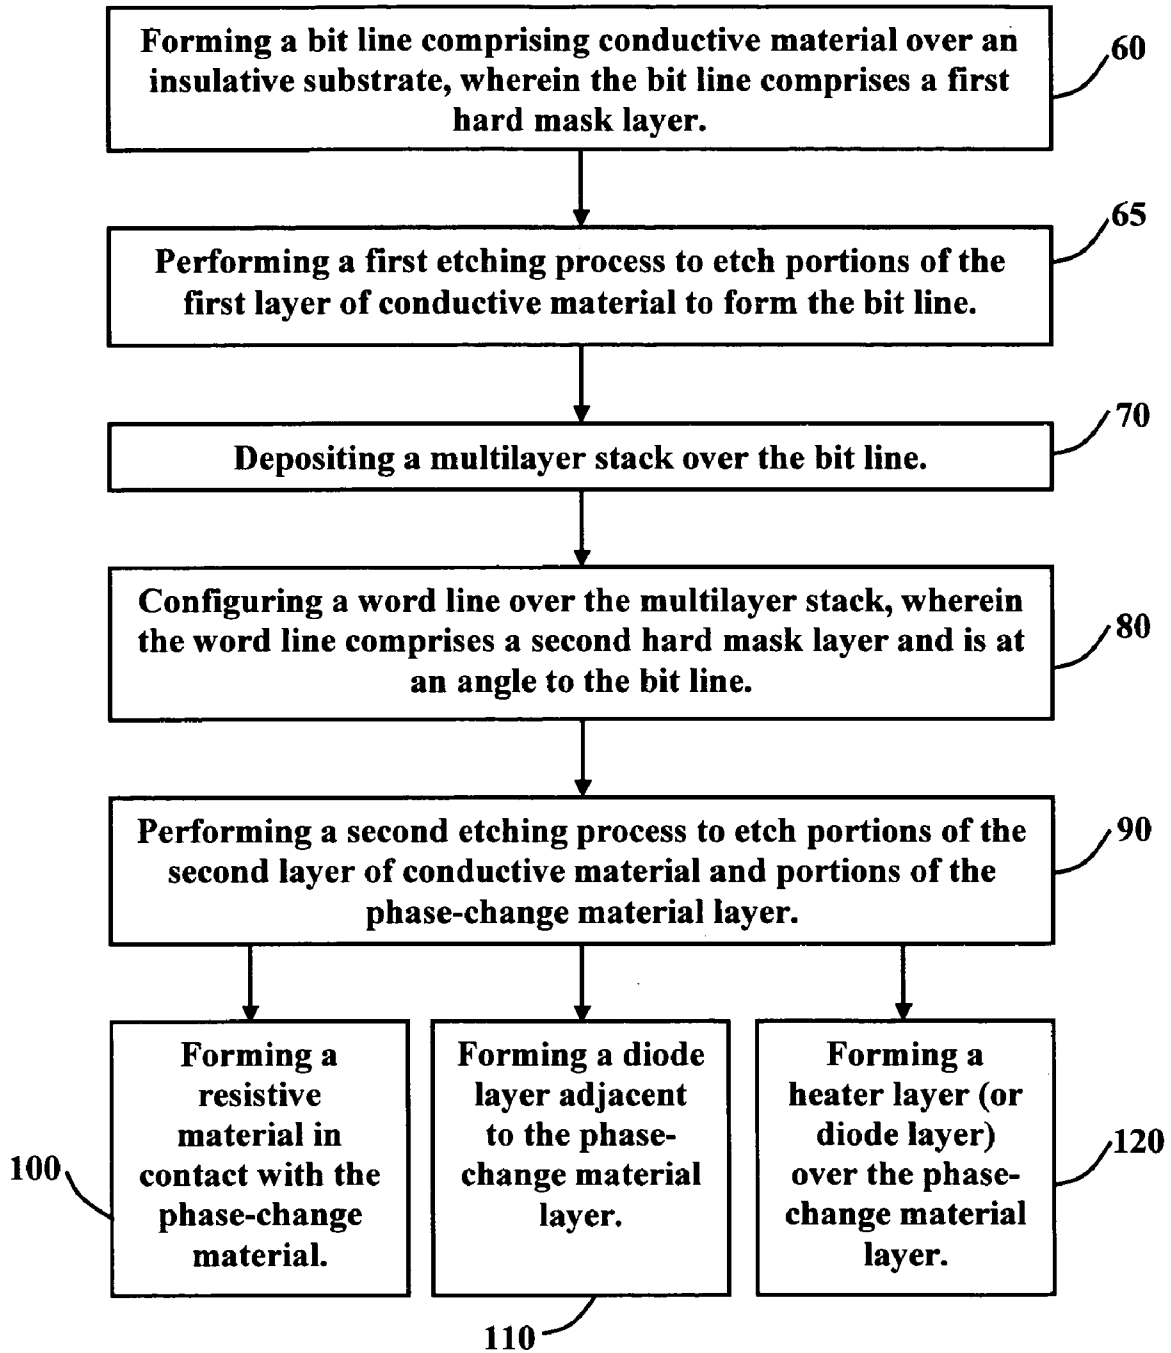 Forming a bit line comprising conductive material over an
insulative substrate, wherein the bit line comprises a first
hard mask layer.
60
Performing a first etching process to etch portions of the
first layer of conductive material to form the bit line.
65
Depositing a multilayer stack over the bit line.
70
Configuring a word line over the multilayer stack, wherein
the word line comprises a second hard mask layer and is at
an angle to the bit line.
80
Performing a second etching process to etch portions of the
second layer of conductive material and portions of the
phase-change material layer.
90
Forming a
resistive
material in
contact with the
phase-change
material.
100
Forming a diode
layer adjacent
to the phase-
change material
layer.
110
Forming a
heater layer (or
diode layer)
over the phase-
change material
layer.
120